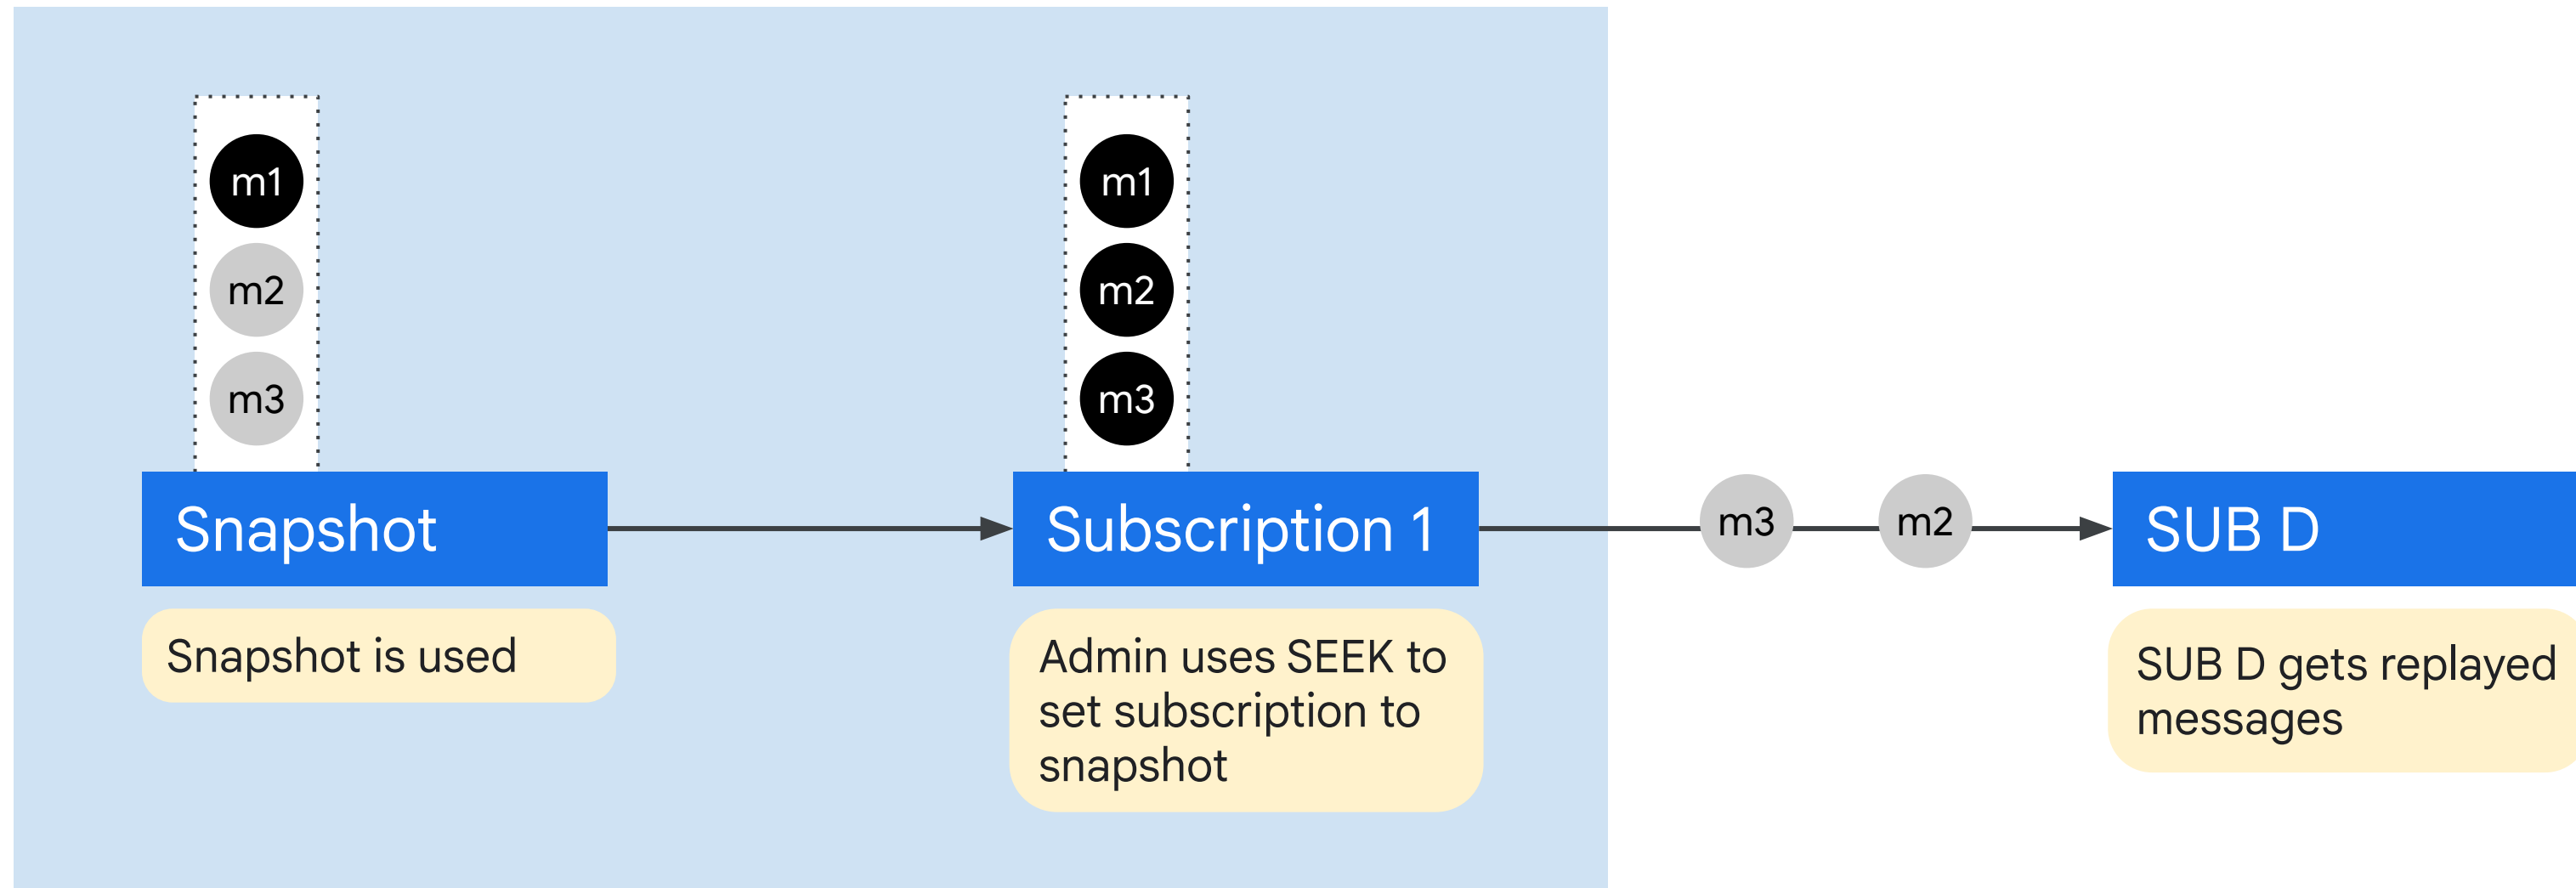 m1
m2
m3
m1
m2
m3
Snapshot
Subscription 1
m3
m2
SUB D
Snapshot is used
Admin uses SEEK to
set subscription to
snapshot
SUB D gets replayed
messages